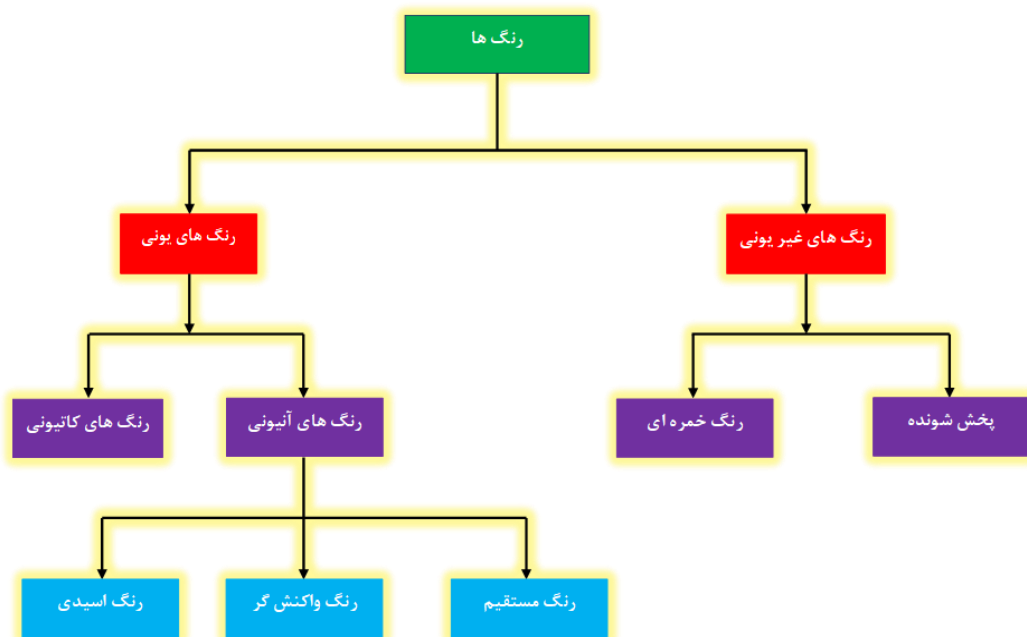 رنگ ها
رنگ های غیر یونی
رنگ های یونی
پخش شونده
رنگ خمره ای
رنگ های آنیونی
رنگ های کاتیونی
رنگ مستقیم
رنگ واکنش گر
رنگ اسیدی